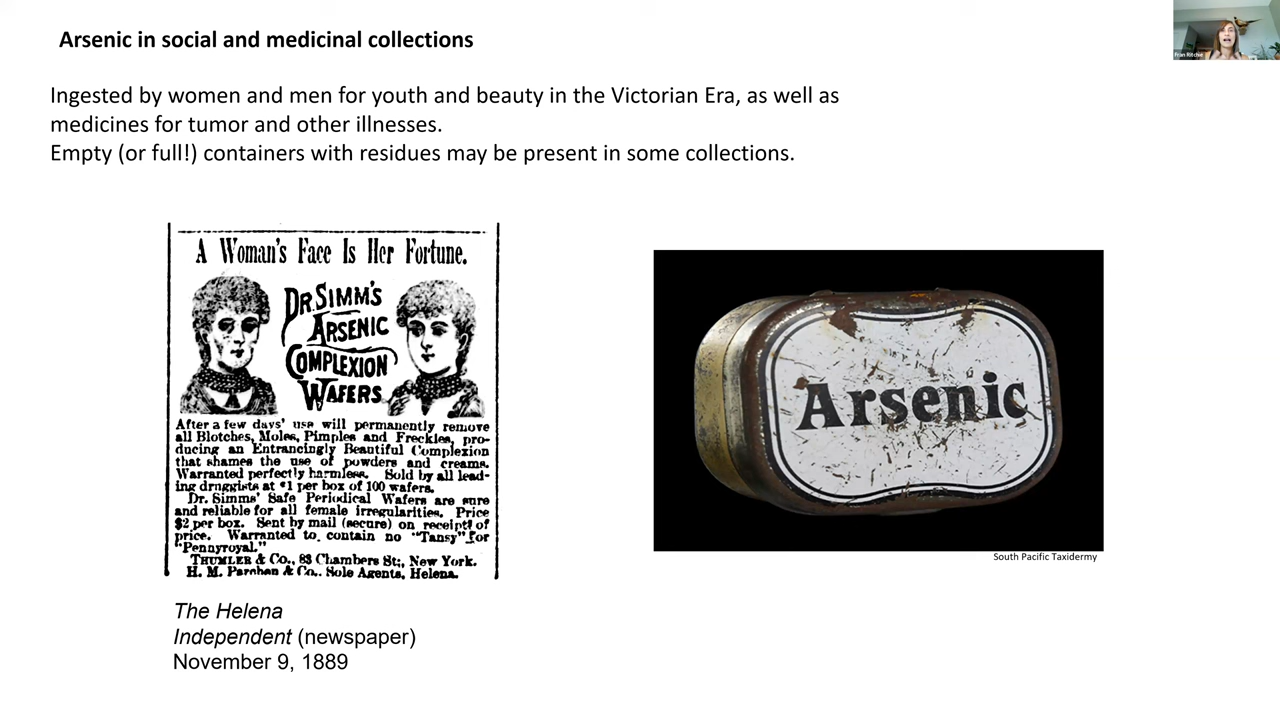 Arsenic in social and medicinal collections
Fran Ritchie
Ingested by women and men for youth and beauty in the Victorian Era, as well as
medicines for tumor and other illnesses.
Empty (or full!) containers with residues may be present in some collections.
A Woman's Face Is Her Fortune.
DR. SIMM'S
ARSENIC
COMPLEXION
WAFERS
After a few days' use will permanently remove
all Blotches, Moles, Pimples and Freckles, pro-
ducing an Entrancingly Beautiful Complexion
that shames the use of powders and creams.
Warranted perfectly harmless. Sold by all lead-
ing druggists at $1 per box of 100 wafers.
Dr. Simms' Safe Periodical Wafers are sure
and reliable for all female irregularities. Price
$2 per box. Sent by mail (secure) on receipt of
price. Warranted to contain no "Tansy" or
"Pennyroyal."
THUMLER & Co., 83 Chambers St., New York.
H. M. Parchen & Co., Sole Agents, Helena.
Arsenic
South Pacific Taxidermy
The Helena
Independent (newspaper)
November 9, 1889